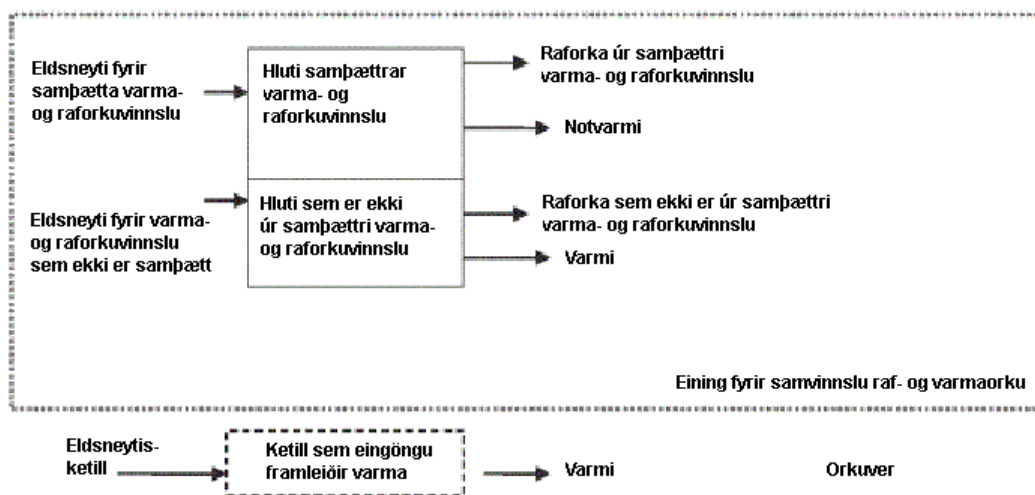 Eldsneyti fyrir
samþætta varma-
og raforkuvinnslu
Hluti samþættrar
varma- og
raforkuvinnslu
Raforka úr samþættri
varma- og raforkuvinnslu
Notvarmi
Eldsneyti fyrir varma-
og raforkuvinnslu
sem ekki er samþætt
Hluti sem er ekki
úr samþættri varma-
og raforkuvinnslu
Raforka sem ekki er úr samþættri
varma- og raforkuvinnslu
Varmi
Eining fyrir samvinnslu raf- og varmaorku
Eldsneytis-
ketill
Ketill sem eingöngu
framleiðir varma
Varmi
Orkuver